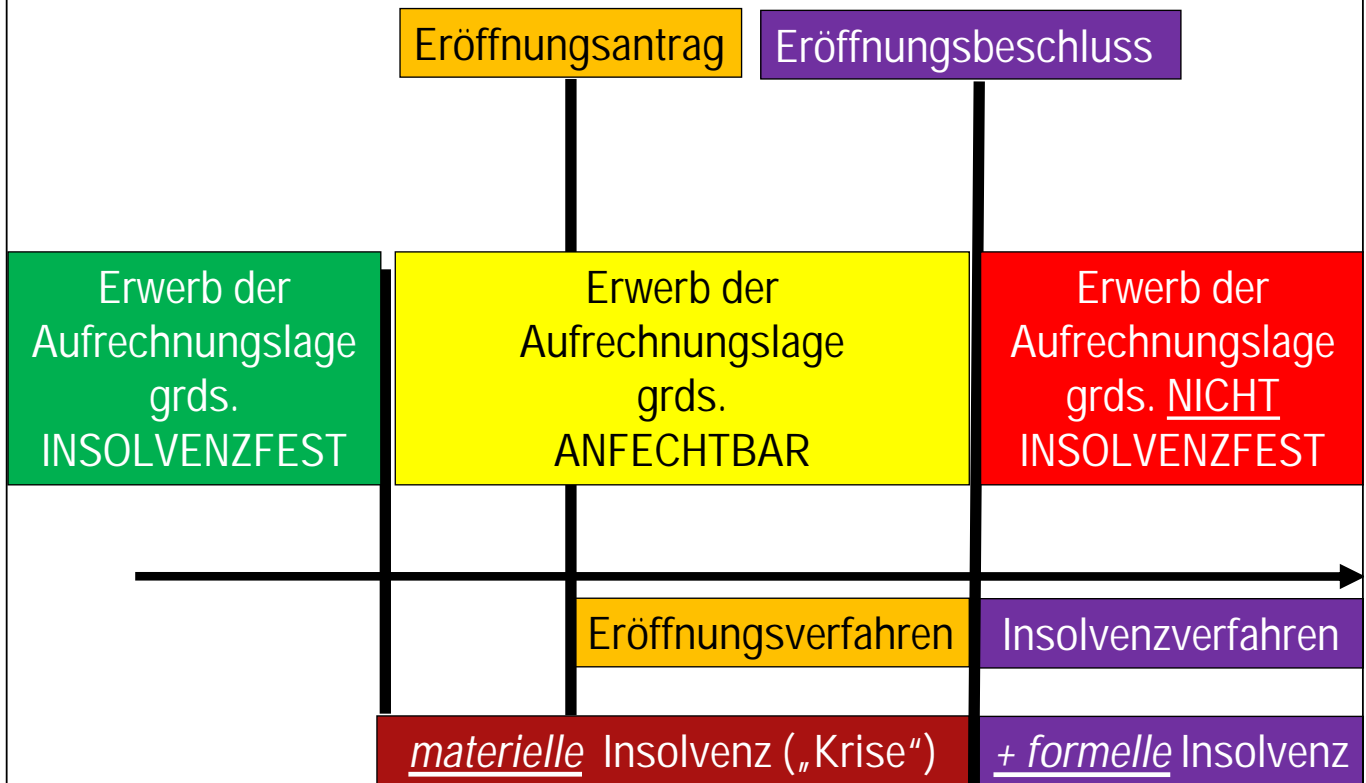 Eröffnungsantrag
Eröffnungsbeschluss
Erwerb der
Aufrechnungslage
grds.
INSOLVENZFEST
Erwerb der
Aufrechnungslage
grds.
ANFECHTBAR
Erwerb der
Aufrechnungslage
grds. NICHT
INSOLVENZFEST
Eröffnungsverfahren
Insolvenzverfahren
materielle Insolvenz („Krise“)
+ formelle Insolvenz